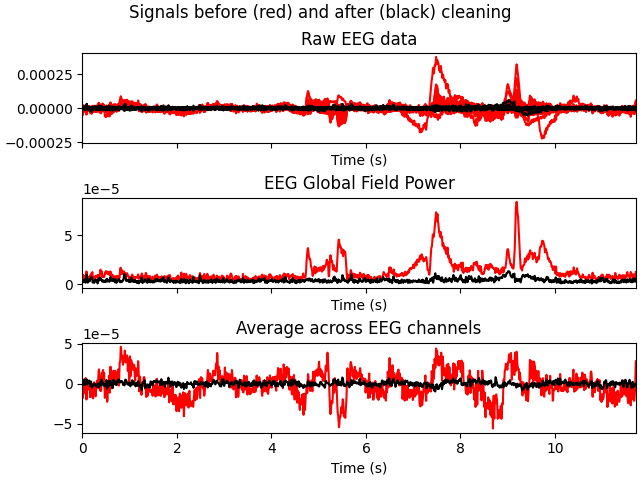 Signals before (red) and after (black) cleaning
Raw EEG data
0.00025
0.00000
−0.00025
Time (s)
EEG Global Field Power
1e−5
5
0
Time (s)
Average across EEG channels
1e−5
5
0
−5
0 2 4 6 8 10
Time (s)